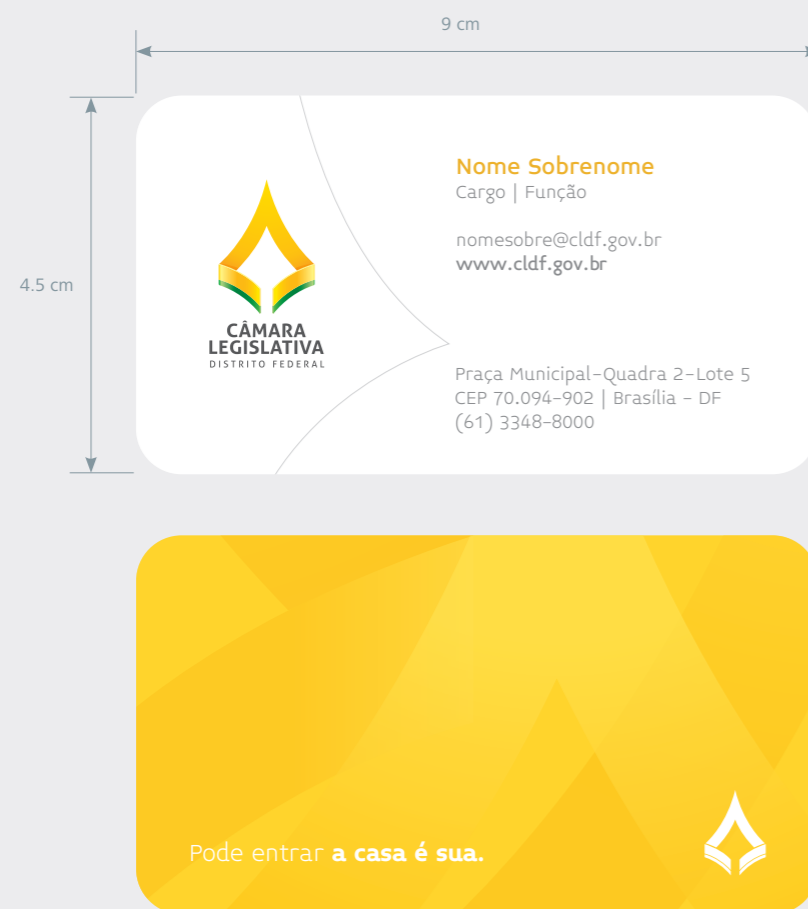 9 cm
4.5 cm
Nome Sobrenome
Cargo | Função
nomesobre@cldf.gov.br
www.cldf.gov.br
CÂMARA
LEGISLATIVA
DISTRITO FEDERAL
Praça Municipal-Quadra 2-Lote 5
CEP 70.094-902 | Brasília - DF
(61) 3348-8000
Pode entrar a casa é sua.